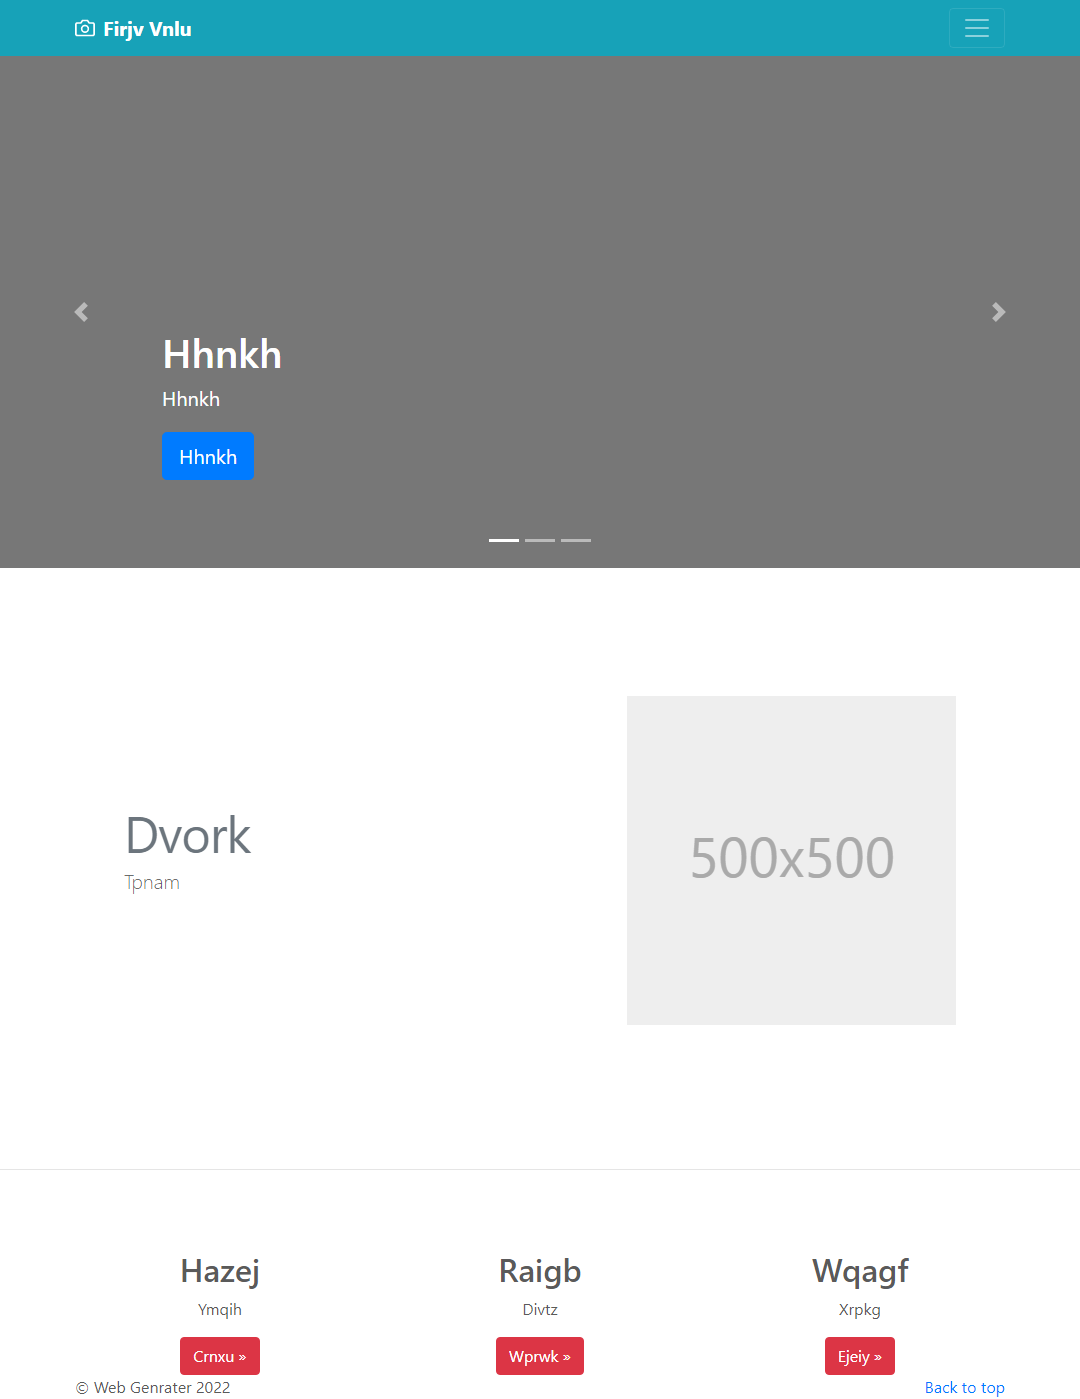 Firjv Vnlu
Hhnkh
Hhnkh
Hhnkh
Dvork
Tpnam
500x500
Hazej
Ymqih
Crnxu »
Raigb
Divtz
Wprwk »
Wqagf
Xrpkg
Ejeiy »
© Web Genrater 2022
Back to top